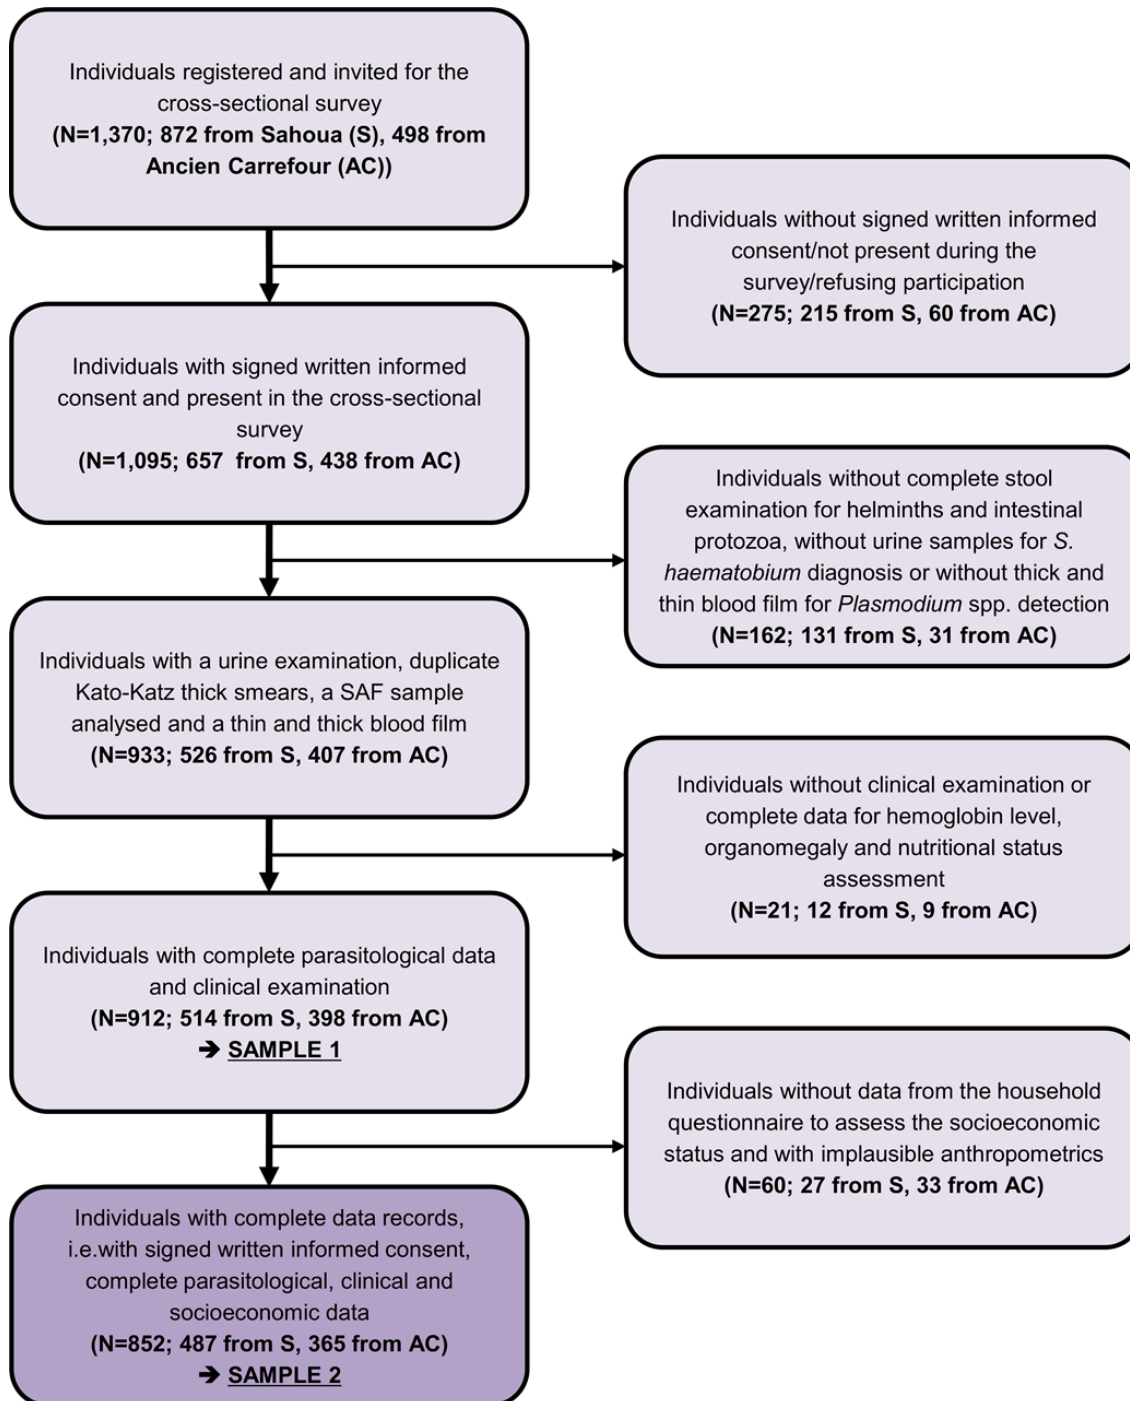 Individuals registered and invited for the
cross-sectional survey
(N=1,370; 872 from Sahoua (S), 498 from
Ancien Carrefour (AC))
Individuals without signed written informed
consent/not present during the
survey/refusing participation
(N=275; 215 from S, 60 from AC)
Individuals with signed written informed
consent and present in the cross-sectional
survey
(N=1,095; 657 from S, 438 from AC)
Individuals without complete stool
examination for helminths and intestinal
protozoa, without urine samples for S.
haematobium diagnosis or without thick and
thin blood film for Plasmodium spp. detection
(N=162; 131 from S, 31 from AC)
Individuals with a urine examination, duplicate
Kato-Katz thick smears, a SAF sample
analysed and a thin and thick blood film
(N=933; 526 from S, 407 from AC)
Individuals without clinical examination or
complete data for hemoglobin level,
organomegaly and nutritional status
assessment
(N=21; 12 from S, 9 from AC)
Individuals with complete parasitological data
and clinical examination
(N=912; 514 from S, 398 from AC)
➔ SAMPLE 1
Individuals without data from the household
questionnaire to assess the socioeconomic
status and with implausible anthropometrics
(N=60; 27 from S, 33 from AC)
Individuals with complete data records,
i.e.with signed written informed consent,
complete parasitological, clinical and
socioeconomic data
(N=852; 487 from S, 365 from AC)
➔ SAMPLE 2